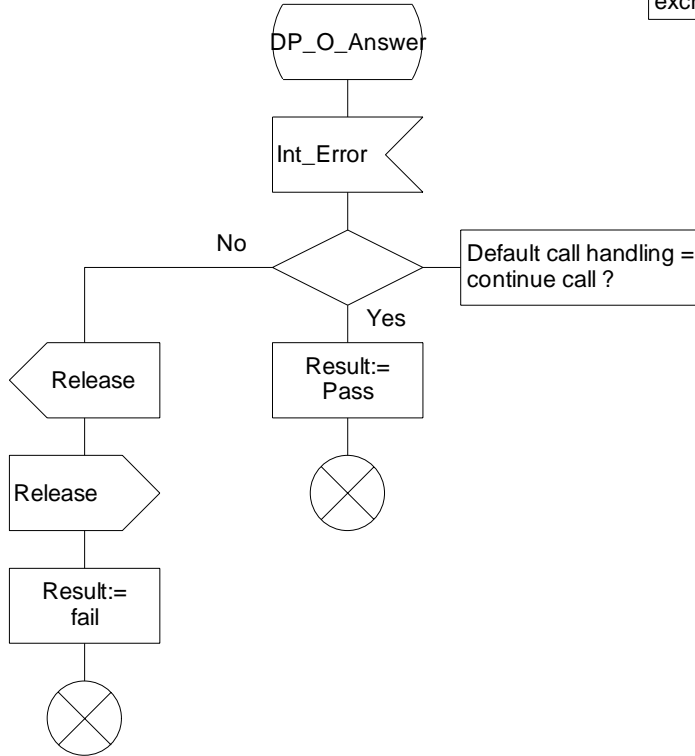 DP_O_Answer
Int_Error
No
Default call handling =
continue call ?
Yes
Release
Result:=
Pass
Release
Result:=
fail